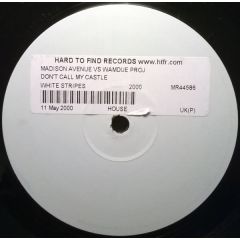 HARD TO FIND RECORDS www.htfr.com
MADISON AVENUE VS WAMDUE PROJ
DON'T CALL MY CASTLE
WHITE STRIPES 2000 MR44586
11 May 2000 HOUSE UK(P)